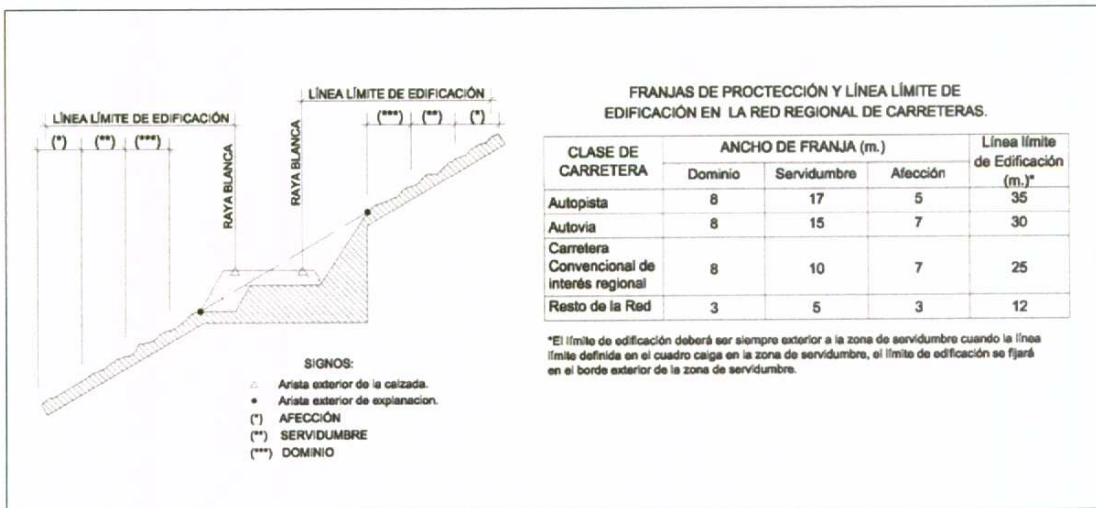 LÍNEA LÍMITE DE EDIFICACIÓN
(***) (**) (*)
LÍNEA LÍMITE DE EDIFICACIÓN
(*) (**) (***)
RAYA BLANCA
RAYA BLANCA
SIGNOS:
△ Arista exterior de la calzada.
● Arista exterior de explanacion.
(*) AFECCIÓN
(**) SERVIDUMBRE
(***) DOMINIO
FRANJAS DE PROCTECCIÓN Y LÍNEA LÍMITE DE
EDIFICACIÓN EN LA RED REGIONAL DE CARRETERAS.
CLASE DE CARRETERA ANCHO DE FRANJA (m.) Línea límite de Edificación (m.)*
Dominio Servidumbre Afección
Autopista 8 17 5 35
Autovia 8 15 7 30
Carretera
Convencional de
interés regional 8 10 7 25
Resto de la Red 3 5 3 12
*El límite de edificación deberá ser siempre exterior a la zona de servidumbre cuando la línea
límite definida en el cuadro caiga en la zona de servidumbre, el límite de edificación se fijará
en el borde exterior de la zona de servidumbre.